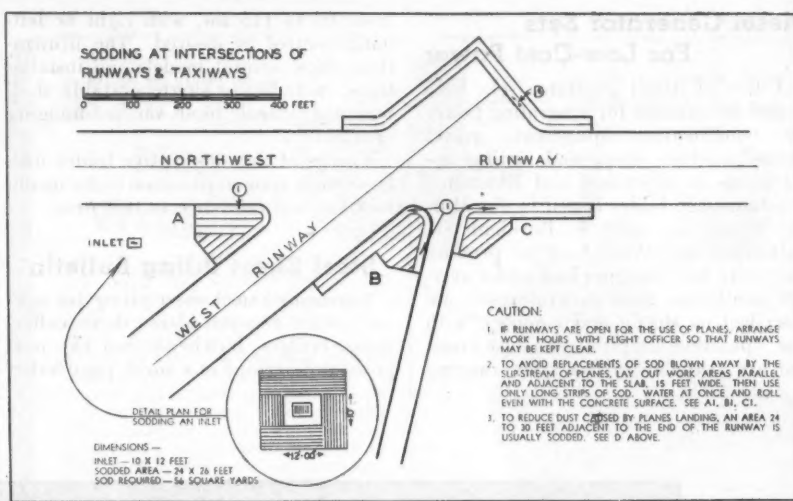 SODDING AT INTERSECTIONS OF
RUNWAYS & TAXIWAYS
0 100 200 300 400 FEET
D
NORTHWEST RUNWAY
1
A
INLET
WEST RUNWAY
1
B
C
DETAIL PLAN FOR
SODDING AN INLET
12'-00"
DIMENSIONS —
INLET — 10 X 12 FEET
SODDED AREA — 24 X 26 FEET
SOD REQUIRED — 56 SQUARE YARDS
CAUTION:
1. IF RUNWAYS ARE OPEN FOR THE USE OF PLANES, ARRANGE
WORK HOURS WITH FLIGHT OFFICER SO THAT RUNWAYS
MAY BE KEPT CLEAR.
2. TO AVOID REPLACEMENTS OF SOD BLOWN AWAY BY THE
SLIPSTREAM OF PLANES, LAY OUT WORK AREAS PARALLEL
AND ADJACENT TO THE SLAB, 15 FEET WIDE. THEN USE
ONLY LONG STRIPS OF SOD. WATER AT ONCE AND ROLL
EVEN WITH THE CONCRETE SURFACE. SEE A1, B1, C1.
3. TO REDUCE DUST CAUSED BY PLANES LANDING, AN AREA 24
TO 30 FEET ADJACENT TO THE END OF THE RUNWAY IS
USUALLY SODDED. SEE D ABOVE.